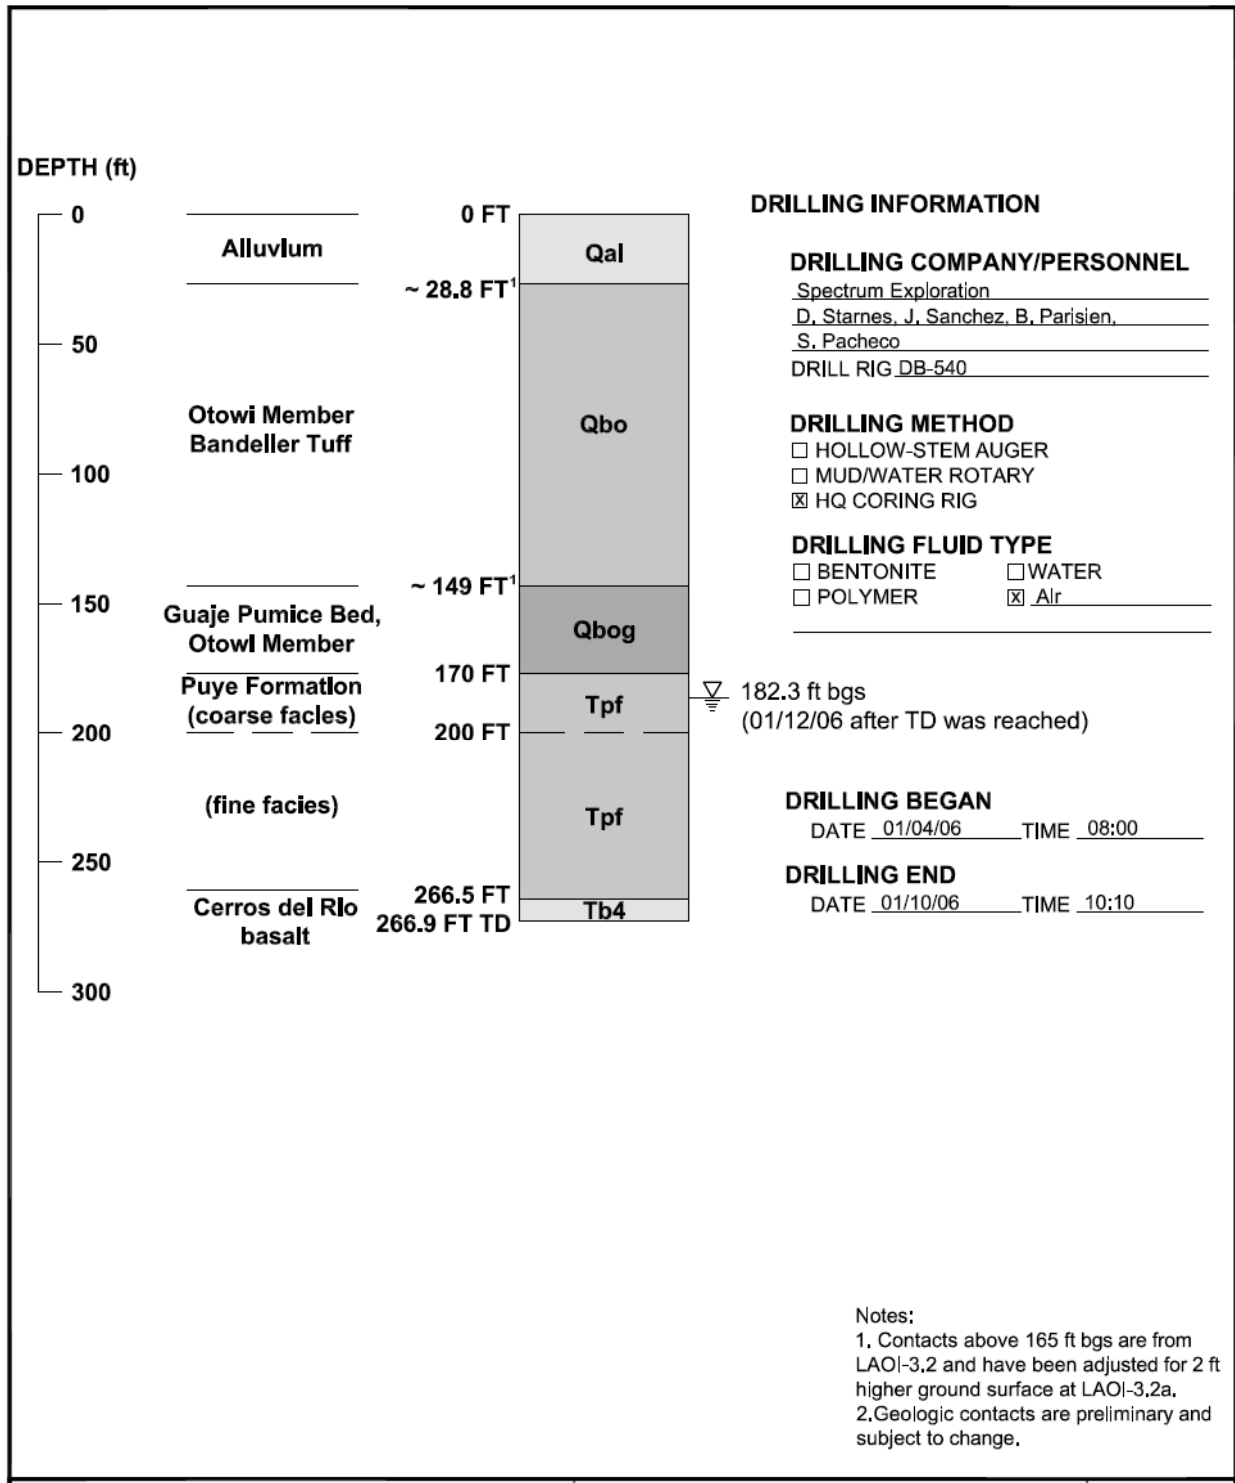 DEPTH (ft)
0
50
100
150
200
250
300
Alluvium
Otowi Member
Bandelier Tuff
Guaje Pumice Bed,
Otowi Member
Puye Formation
(coarse facies)
(fine facies)
Cerros del Rio
basalt
0 FT
~ 28.8 FT¹
~ 149 FT¹
170 FT
200 FT
266.5 FT
266.9 FT TD
Qal
Qbo
Qbog
Tpf
Tpf
Tb4
182.3 ft bgs
(01/12/06 after TD was reached)
DRILLING INFORMATION
DRILLING COMPANY/PERSONNEL
Spectrum Exploration
D. Starnes, J. Sanchez, B. Parisien,
S. Pacheco
DRILL RIG DB-540
DRILLING METHOD
☐ HOLLOW-STEM AUGER
☐ MUD/WATER ROTARY
☒ HQ CORING RIG
DRILLING FLUID TYPE
☐ BENTONITE ☐ WATER
☐ POLYMER ☒ Air
DRILLING BEGAN
DATE 01/04/06 TIME 08:00
DRILLING END
DATE 01/10/06 TIME 10:10
Notes:
1. Contacts above 165 ft bgs are from
LAOI-3.2 and have been adjusted for 2 ft
higher ground surface at LAOI-3.2a.
2.Geologic contacts are preliminary and
subject to change.